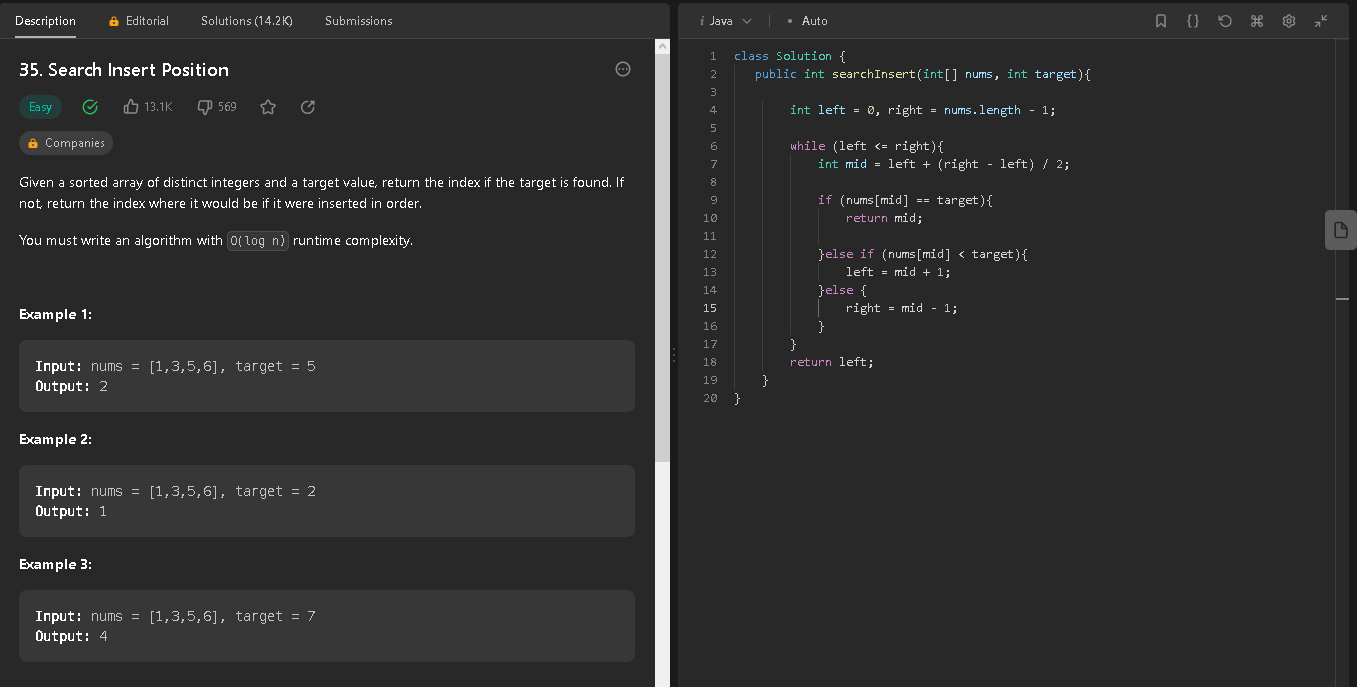 Description
Editorial
Solutions (14.2K)
Submissions
35. Search Insert Position
Easy
13.1K
569
Companies
Given a sorted array of distinct integers and a target value, return the index if the target is found. If
not, return the index where it would be if it were inserted in order.
You must write an algorithm with O(log n) runtime complexity.
Example 1:
Input: nums = [1,3,5,6], target = 5
Output: 2
Example 2:
Input: nums = [1,3,5,6], target = 2
Output: 1
Example 3:
Input: nums = [1,3,5,6], target = 7
Output: 4
i Java
• Auto
1 class Solution {
2 public int searchInsert(int[] nums, int target){
3
4 int left = 0, right = nums.length - 1;
5
6 while (left <= right){
7 int mid = left + (right - left) / 2;
8
9 if (nums[mid] == target){
10 return mid;
11
12 }else if (nums[mid] < target){
13 left = mid + 1;
14 }else {
15 right = mid - 1;
16 }
17 }
18 return left;
19 }
20 }